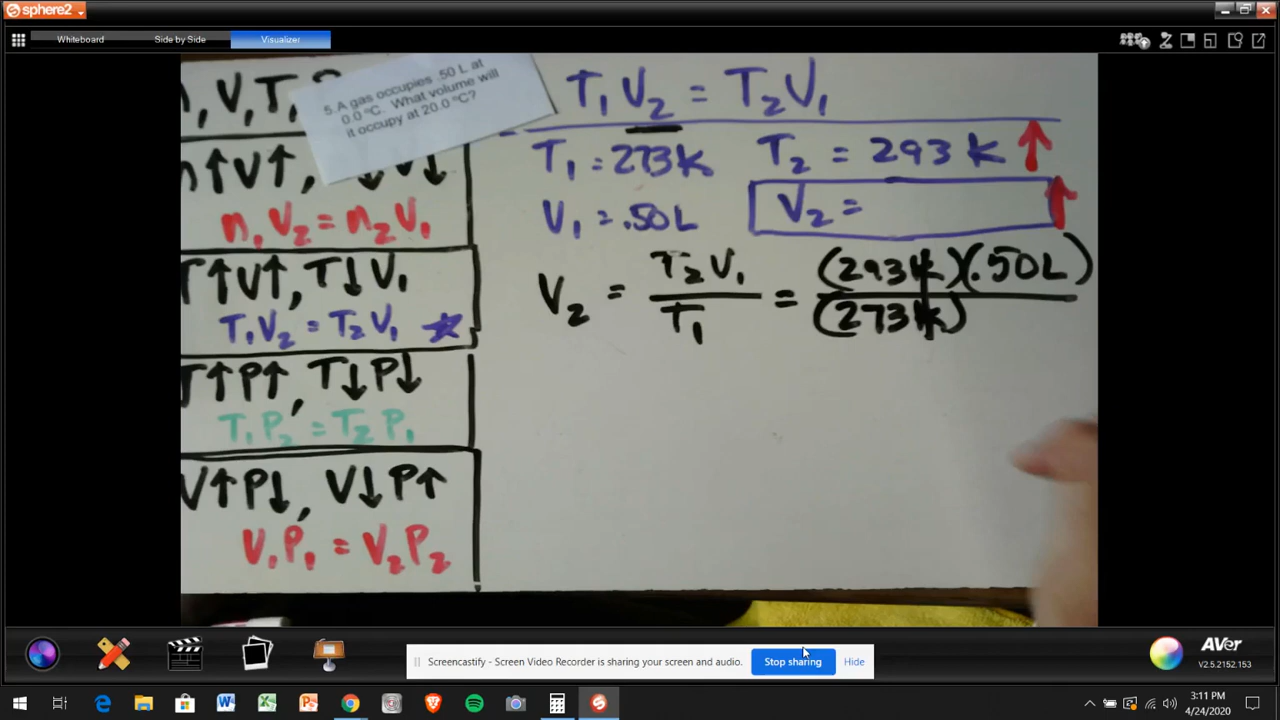 sphere2
Whiteboard Side by Side Visualizer
n, V, T,
5. A gas occupies .50 L at
0.0 °C. What volume will
it occupy at 20.0 °C?
n↑V↑, ↓V↓
n₁V₂ = n₂V₁
T↑V↑, T↓V↓
T₁V₂ = T₂V₁ ★
T↑P↑, T↓P↓
T₁P₂ = T₂P₁
V↑P↓, V↓P↑
V₁P₁ = V₂P₂
T₁V₂ = T₂V₁
T₁ = 273K T₂ = 293 K ↑
V₁ = .50L V₂ = ↑
V₂ = T₂V₁ / T₁ = (293K)(.50L) / (273K)
Screencastify - Screen Video Recorder is sharing your screen and audio. Stop sharing Hide
AVer
V2.5.2152.153
3:11 PM
4/24/2020